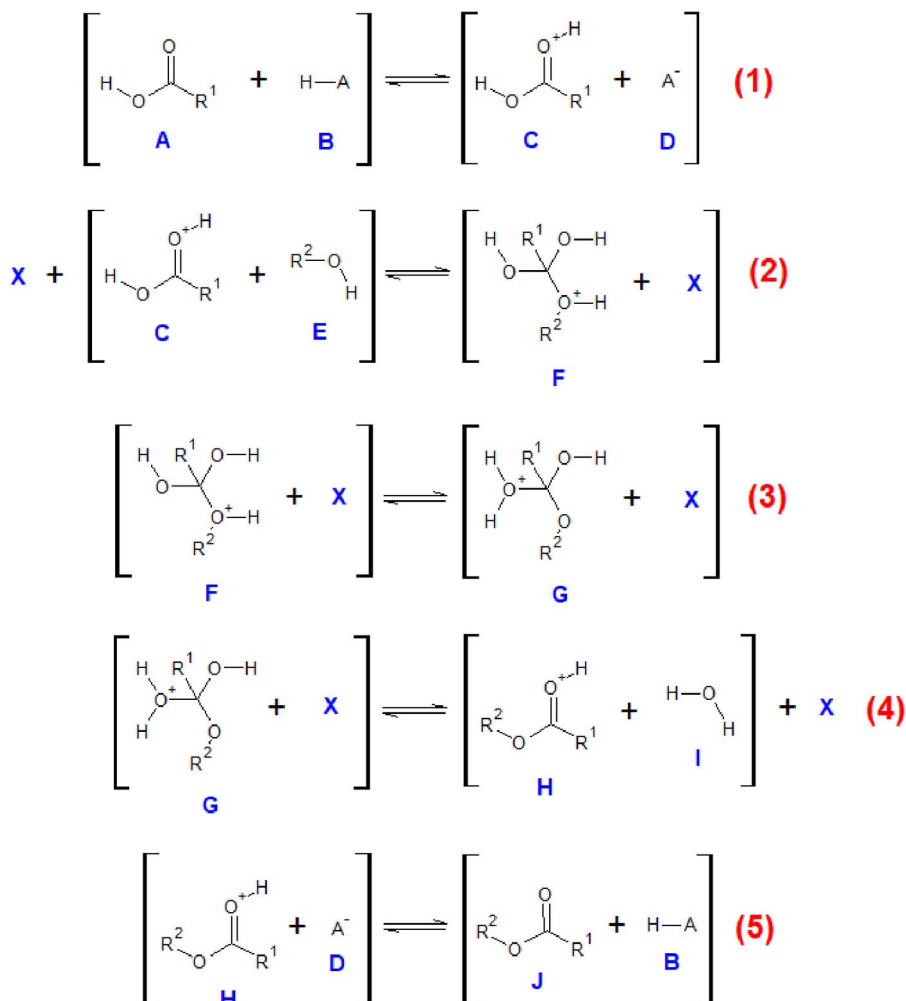 O O+ H
H O R¹ + H–A H O R¹ + A⁻ (1)
A B C D
O+ H H R¹ O–H
X + H O R¹ + R²–O H O O+–H R² + X (2)
C E F
H R¹ O–H H R¹ O–H
O O+–H R² + X O+ H O R² + X (3)
F G
H R¹ O–H O+ H
O+ H O R² + X R² O R¹ + H–O H + X (4)
G H I
O+ H O
R² O R¹ + A⁻ R² O R¹ + H–A (5)
H D J B